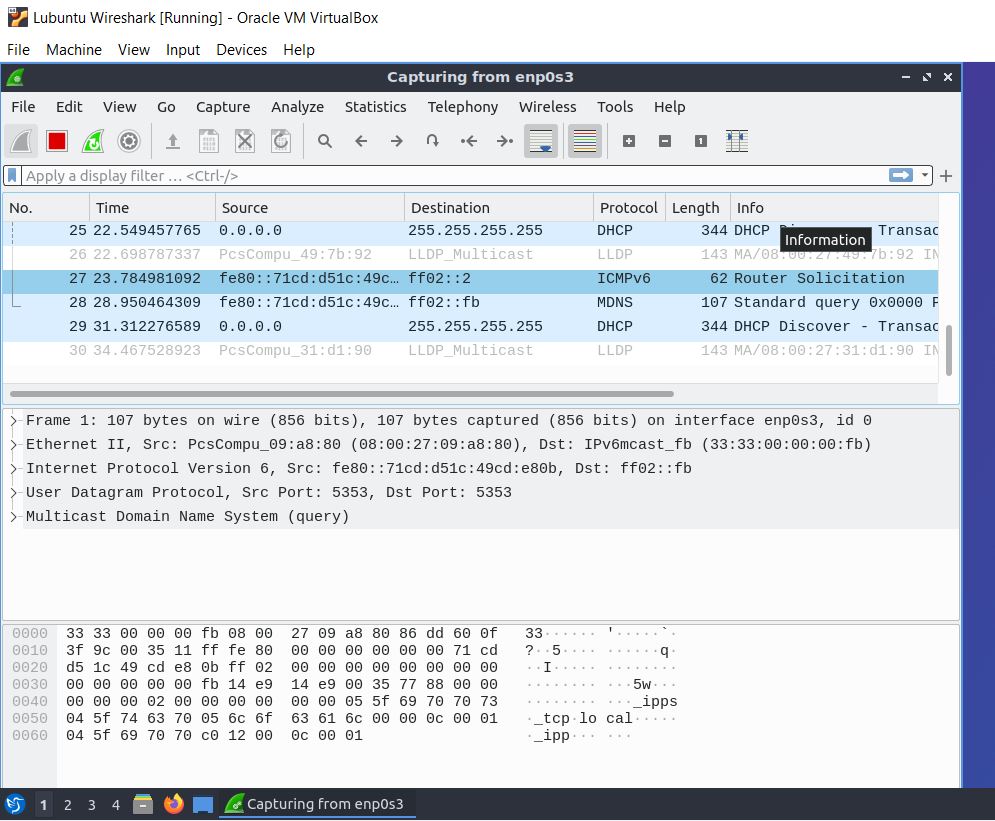 Lubuntu Wireshark [Running] - Oracle VM VirtualBox
File Machine View Input Devices Help
Capturing from enp0s3
File Edit View Go Capture Analyze Statistics Telephony Wireless Tools Help
Apply a display filter … <Ctrl-/>
No. Time Source Destination Protocol Length Info
25 22.549457765 0.0.0.0 255.255.255.255 DHCP 344 DHCP Transac
Information
26 22.698787337 PcsCompu_49:7b:92 LLDP_Multicast LLDP 143 MA/08:00:27:49:7b:92 IN
27 23.784981092 fe80::71cd:d51c:49c… ff02::2 ICMPv6 62 Router Solicitation
28 28.950464309 fe80::71cd:d51c:49c… ff02::fb MDNS 107 Standard query 0x0000 P
29 31.312276589 0.0.0.0 255.255.255.255 DHCP 344 DHCP Discover - Transac
30 34.467528923 PcsCompu_31:d1:90 LLDP_Multicast LLDP 143 MA/08:00:27:31:d1:90 IN
Frame 1: 107 bytes on wire (856 bits), 107 bytes captured (856 bits) on interface enp0s3, id 0
Ethernet II, Src: PcsCompu_09:a8:80 (08:00:27:09:a8:80), Dst: IPv6mcast_fb (33:33:00:00:00:fb)
Internet Protocol Version 6, Src: fe80::71cd:d51c:49cd:e80b, Dst: ff02::fb
User Datagram Protocol, Src Port: 5353, Dst Port: 5353
Multicast Domain Name System (query)
0000 33 33 00 00 00 fb 08 00 27 09 a8 80 86 dd 60 0f 33······ '·····`·
0010 3f 9c 00 35 11 ff fe 80 00 00 00 00 00 00 71 cd ?··5···· ······q·
0020 d5 1c 49 cd e8 0b ff 02 00 00 00 00 00 00 00 00 ··I····· ········
0030 00 00 00 00 00 fb 14 e9 14 e9 00 35 77 88 00 00 ········ ···5w···
0040 00 00 00 02 00 00 00 00 00 00 05 5f 69 70 70 73 ········ ···_ipps
0050 04 5f 74 63 70 05 6c 6f 63 61 6c 00 00 0c 00 01 ·_tcp·lo cal·····
0060 04 5f 69 70 70 c0 12 00 0c 00 01 ·_ipp··· ···
1 2 3 4 Capturing from enp0s3